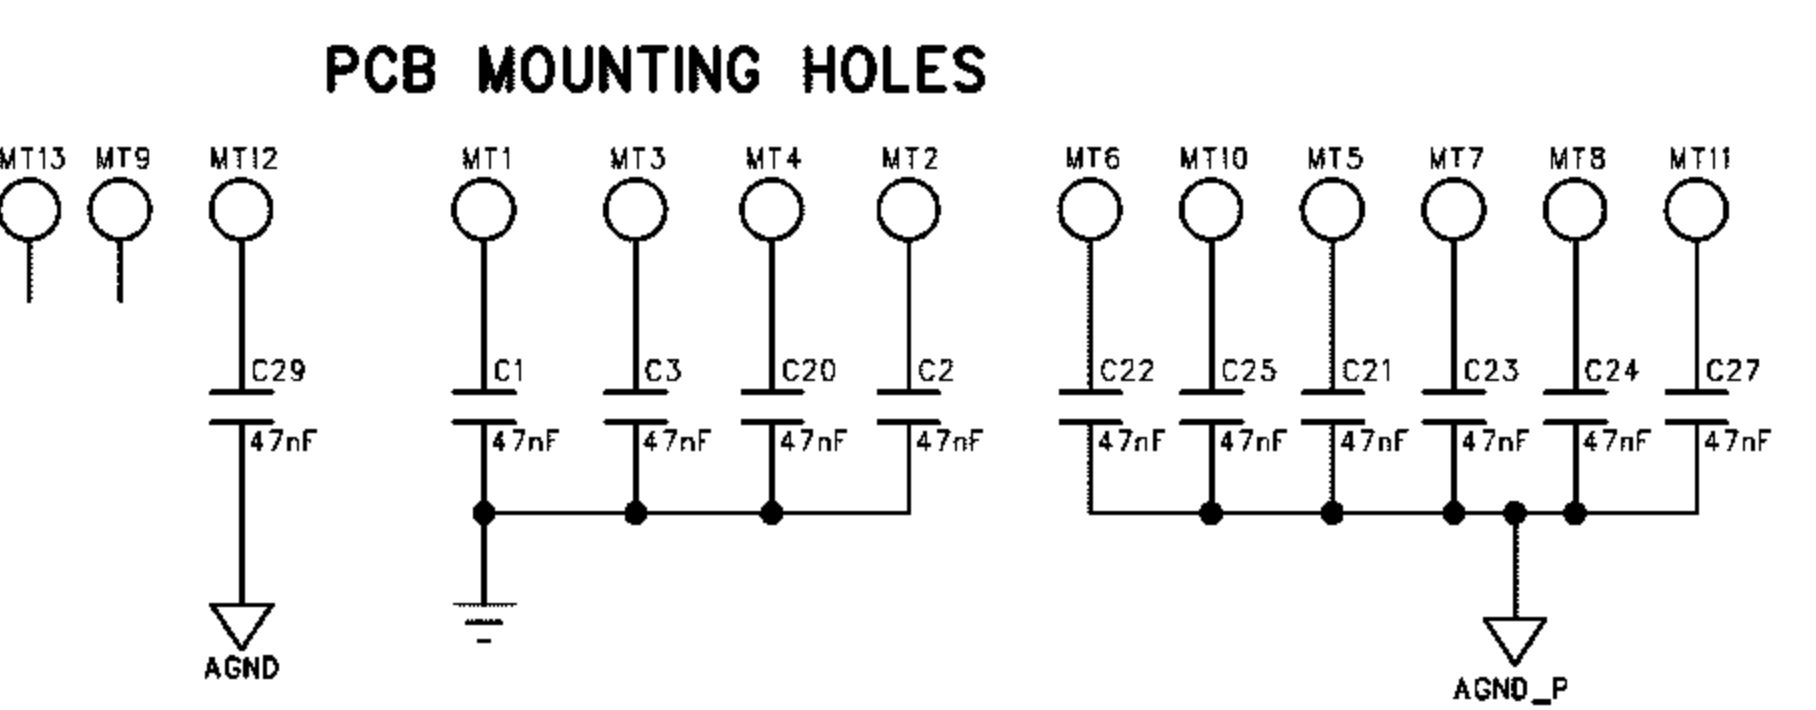 PCB MOUNTING HOLES
MT13 MT9 MT12 MT1 MT3 MT4 MT2 MT6 MT10 MT5 MT7 MT8 MT11
C29 C1 C3 C20 C2 C22 C25 C21 C23 C24 C27
47nF 47nF 47nF 47nF 47nF 47nF 47nF 47nF 47nF 47nF 47nF
AGND
AGND_P